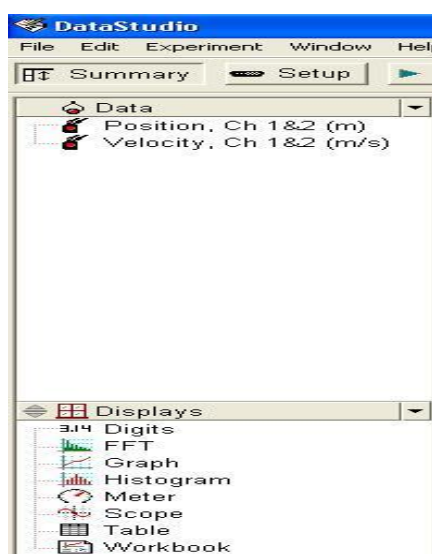 DataStudio
File Edit Experiment Window Hel
Summary Setup
Data
Position, Ch 1&2 (m)
Velocity, Ch 1&2 (m/s)
Displays
3.14 Digits
FFT
Graph
Histogram
Meter
Scope
Table
Workbook